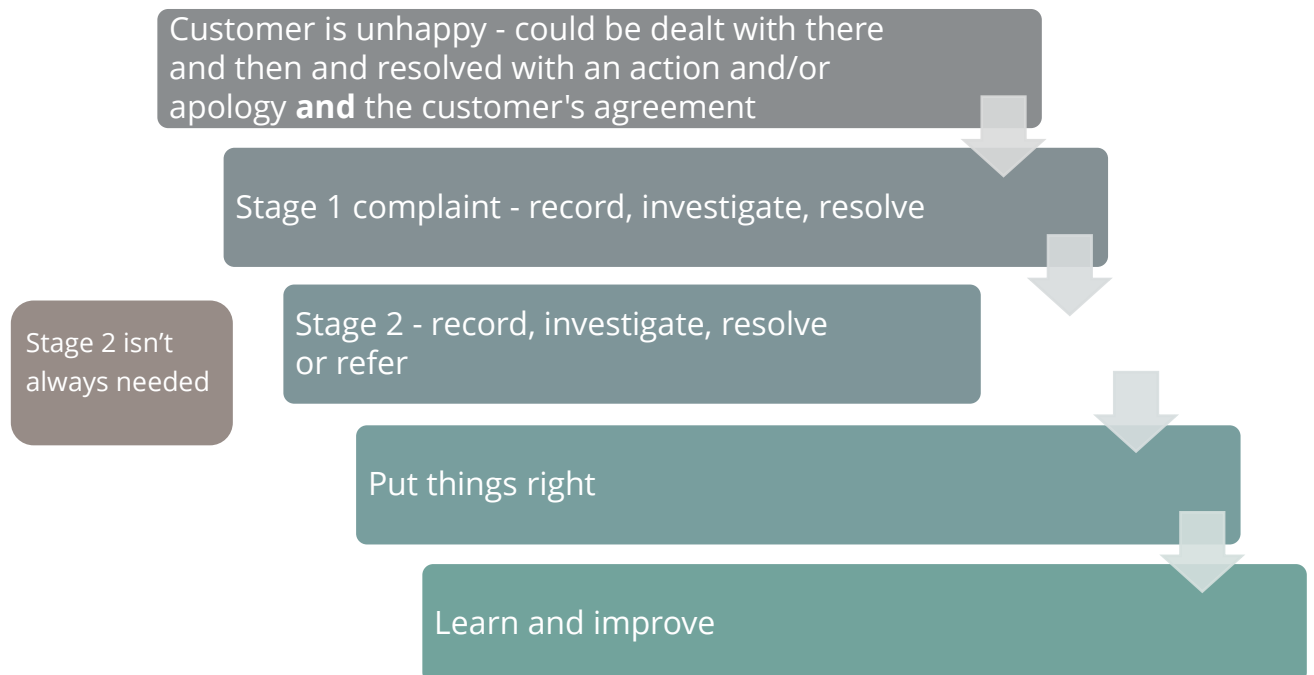 Customer is unhappy - could be dealt with there
and then and resolved with an action and/or
apology and the customer's agreement
Stage 1 complaint - record, investigate, resolve
Stage 2 isn’t
always needed
Stage 2 - record, investigate, resolve
or refer
Put things right
Learn and improve